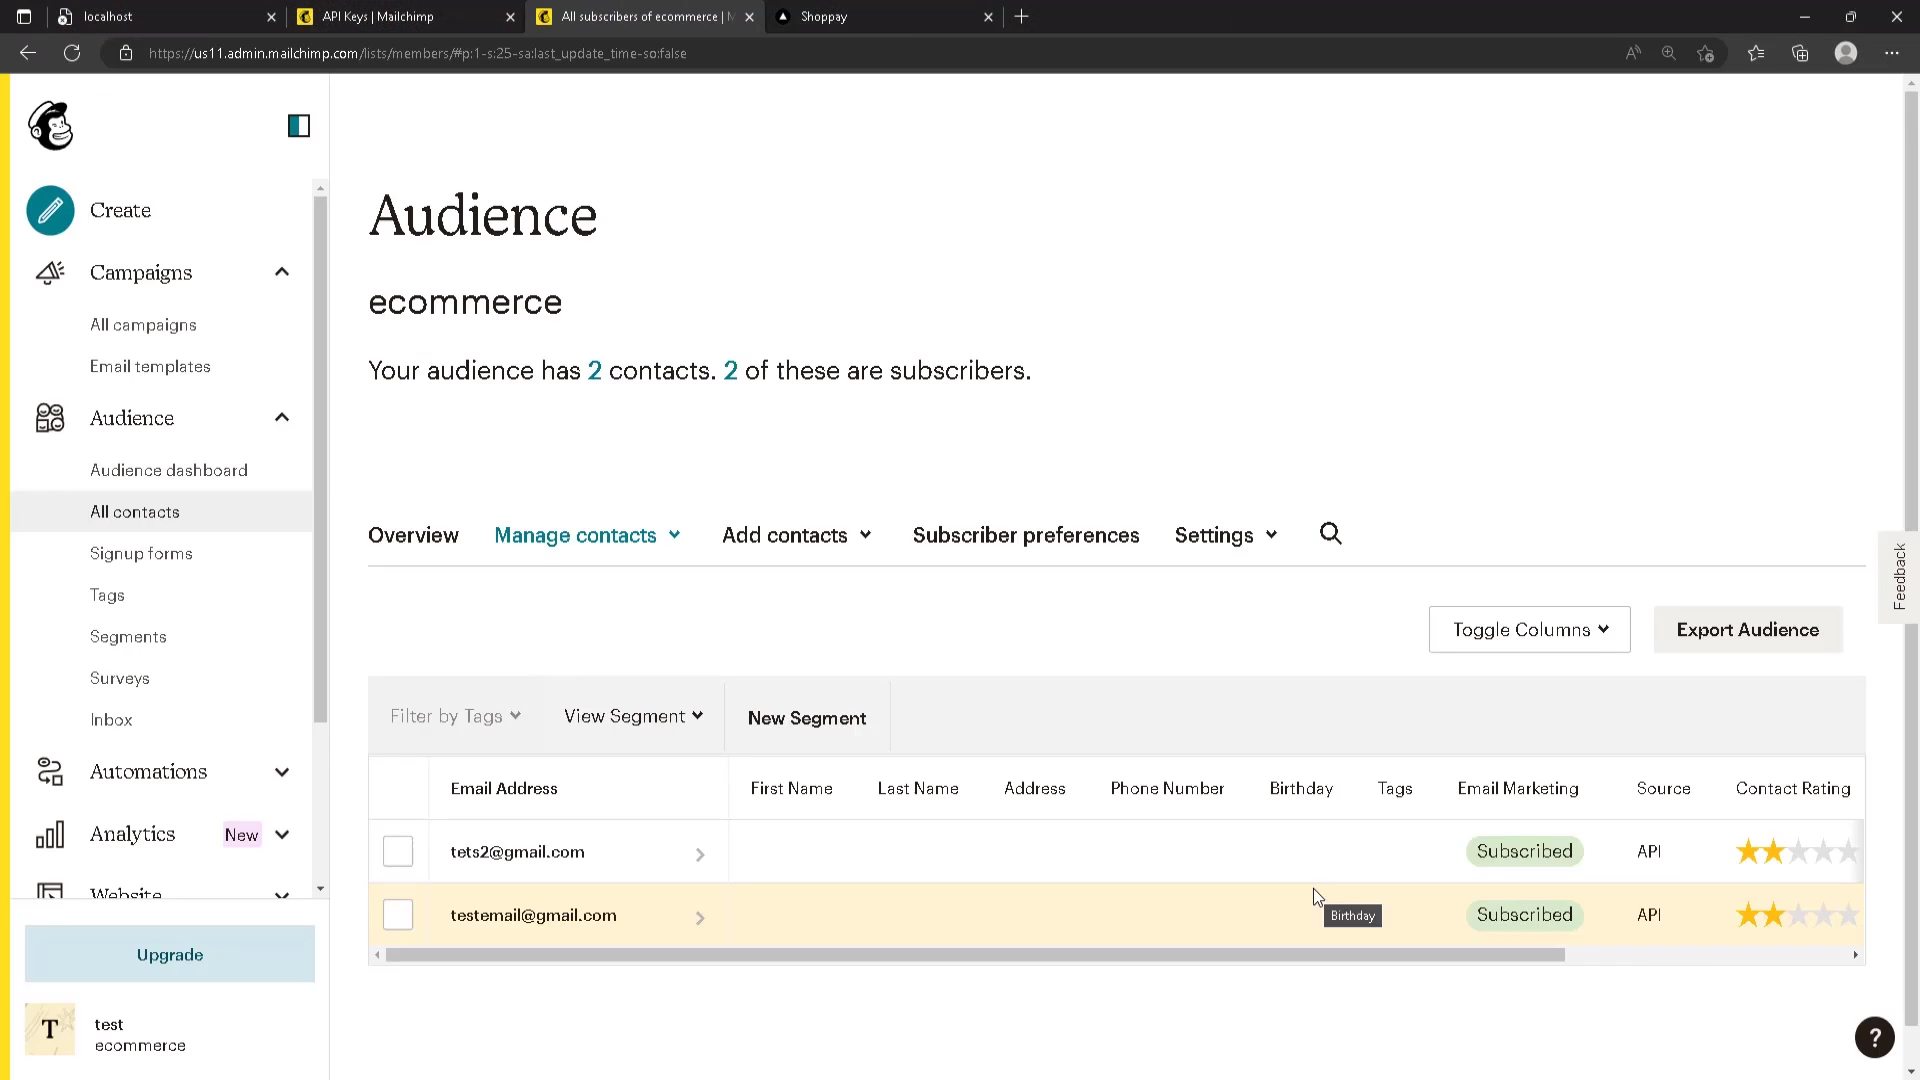 localhost
API Keys | Mailchimp
All subscribers of ecommerce | M
Shoppay
https://us11.admin.mailchimp.com/lists/members/#p:1-s:25-sa:last_update_time-so:false
Create
Campaigns
All campaigns
Email templates
Audience
Audience dashboard
All contacts
Signup forms
Tags
Segments
Surveys
Inbox
Automations
Analytics New
Website
Upgrade
T
test
ecommerce
Audience
ecommerce
Your audience has 2 contacts. 2 of these are subscribers.
Overview Manage contacts Add contacts Subscriber preferences Settings
Toggle Columns Export Audience
Filter by Tags View Segment New Segment
Email Address First Name Last Name Address Phone Number Birthday Tags Email Marketing Source Contact Rating
tets2@gmail.com Subscribed API
testemail@gmail.com Subscribed API
Birthday
Feedback
?